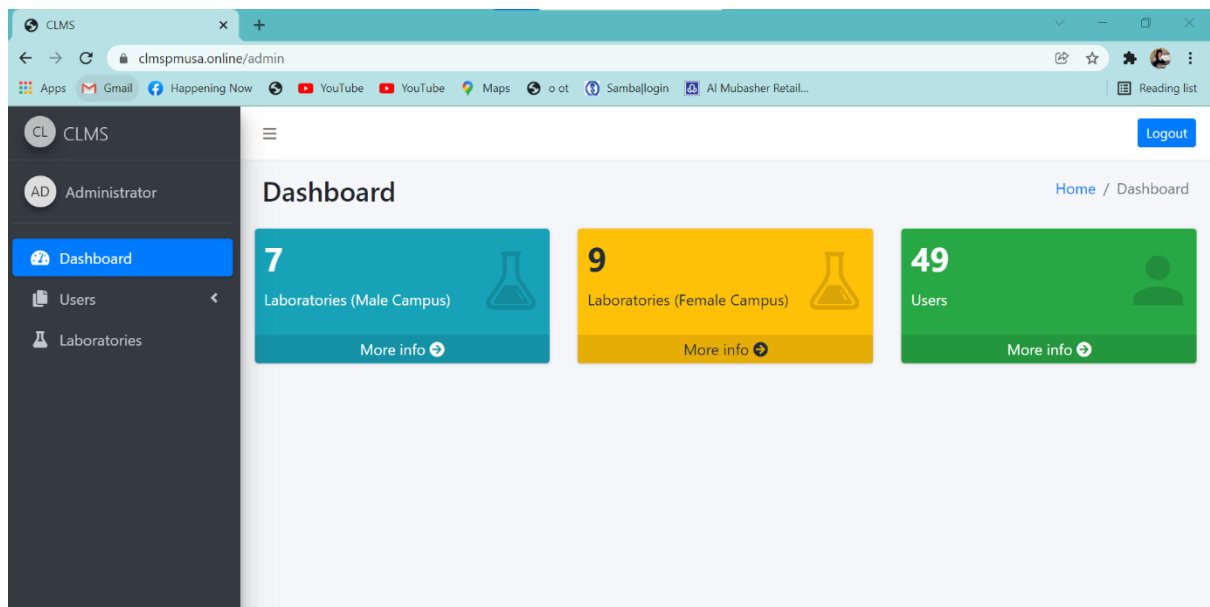 CLMS
clmspmusa.online/admin
Apps Gmail Happening Now YouTube YouTube Maps o ot Samba|login Al Mubasher Retail... Reading list
CL CLMS
Logout
AD Administrator
Dashboard
Home / Dashboard
Dashboard
Users
Laboratories
7
Laboratories (Male Campus)
More info
9
Laboratories (Female Campus)
More info
49
Users
More info